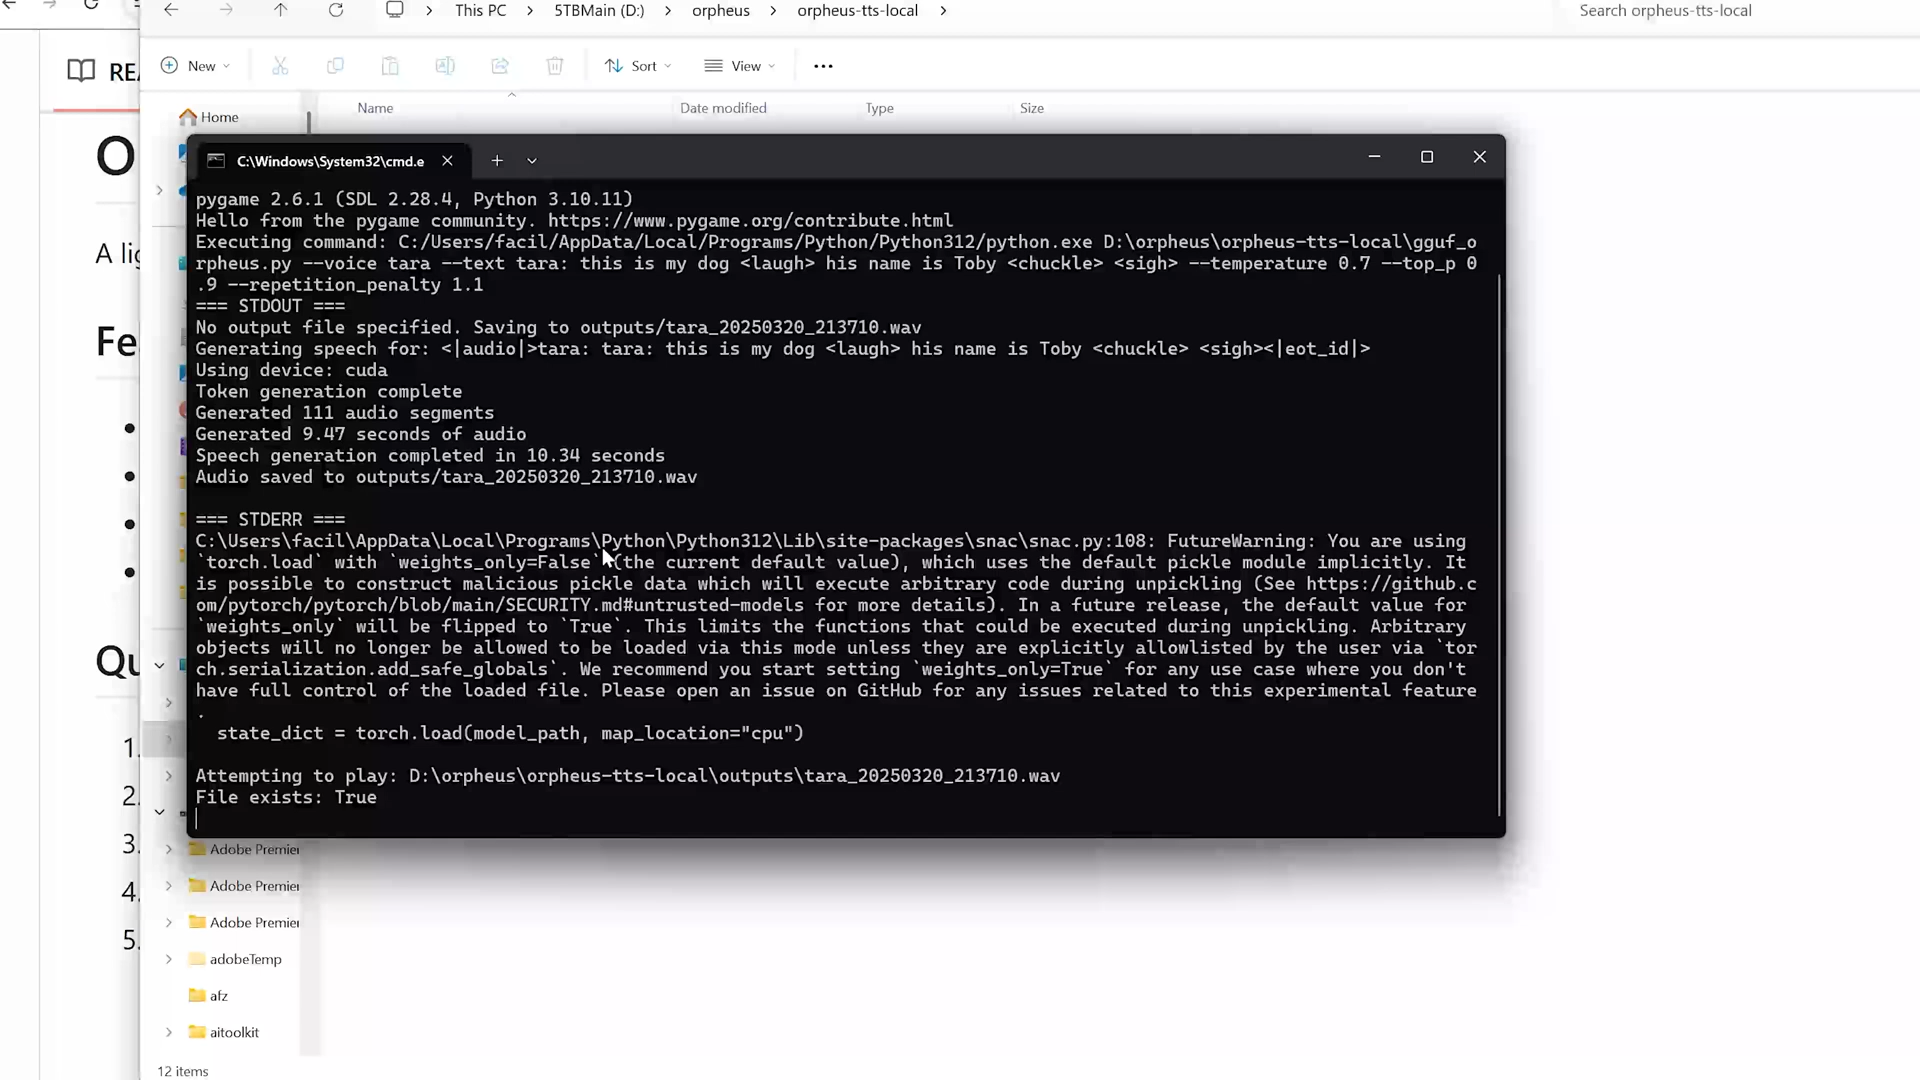 This PC > 5TBMain (D:) > orpheus > orpheus-tts-local >
Search orpheus-tts-local
New
Sort
View
Name Date modified Type Size
Home
C:\Windows\System32\cmd.e
pygame 2.6.1 (SDL 2.28.4, Python 3.10.11)
Hello from the pygame community. https://www.pygame.org/contribute.html
Executing command: C:/Users/facil/AppData/Local/Programs/Python/Python312/python.exe D:\orpheus\orpheus-tts-local\gguf_o
rpheus.py --voice tara --text tara: this is my dog <laugh> his name is Toby <chuckle> <sigh> --temperature 0.7 --top_p 0
.9 --repetition_penalty 1.1
=== STDOUT ===
No output file specified. Saving to outputs/tara_20250320_213710.wav
Generating speech for: <|audio|>tara: tara: this is my dog <laugh> his name is Toby <chuckle> <sigh><|eot_id|>
Using device: cuda
Token generation complete
Generated 111 audio segments
Generated 9.47 seconds of audio
Speech generation completed in 10.34 seconds
Audio saved to outputs/tara_20250320_213710.wav
=== STDERR ===
C:\Users\facil\AppData\Local\Programs\Python\Python312\Lib\site-packages\snac\snac.py:108: FutureWarning: You are using
`torch.load` with `weights_only=False` (the current default value), which uses the default pickle module implicitly. It
is possible to construct malicious pickle data which will execute arbitrary code during unpickling (See https://github.c
om/pytorch/pytorch/blob/main/SECURITY.md#untrusted-models for more details). In a future release, the default value for
`weights_only` will be flipped to `True`. This limits the functions that could be executed during unpickling. Arbitrary
objects will no longer be allowed to be loaded via this mode unless they are explicitly allowlisted by the user via `tor
ch.serialization.add_safe_globals`. We recommend you start setting `weights_only=True` for any use case where you don't
have full control of the loaded file. Please open an issue on GitHub for any issues related to this experimental feature
.
state_dict = torch.load(model_path, map_location="cpu")
Attempting to play: D:\orpheus\orpheus-tts-local\outputs\tara_20250320_213710.wav
File exists: True
REA
O
A lig
Fe
Qu
1.
2.
3.
4.
5.
Adobe Premier
Adobe Premier
Adobe Premier
adobeTemp
afz
aitoolkit
12 items